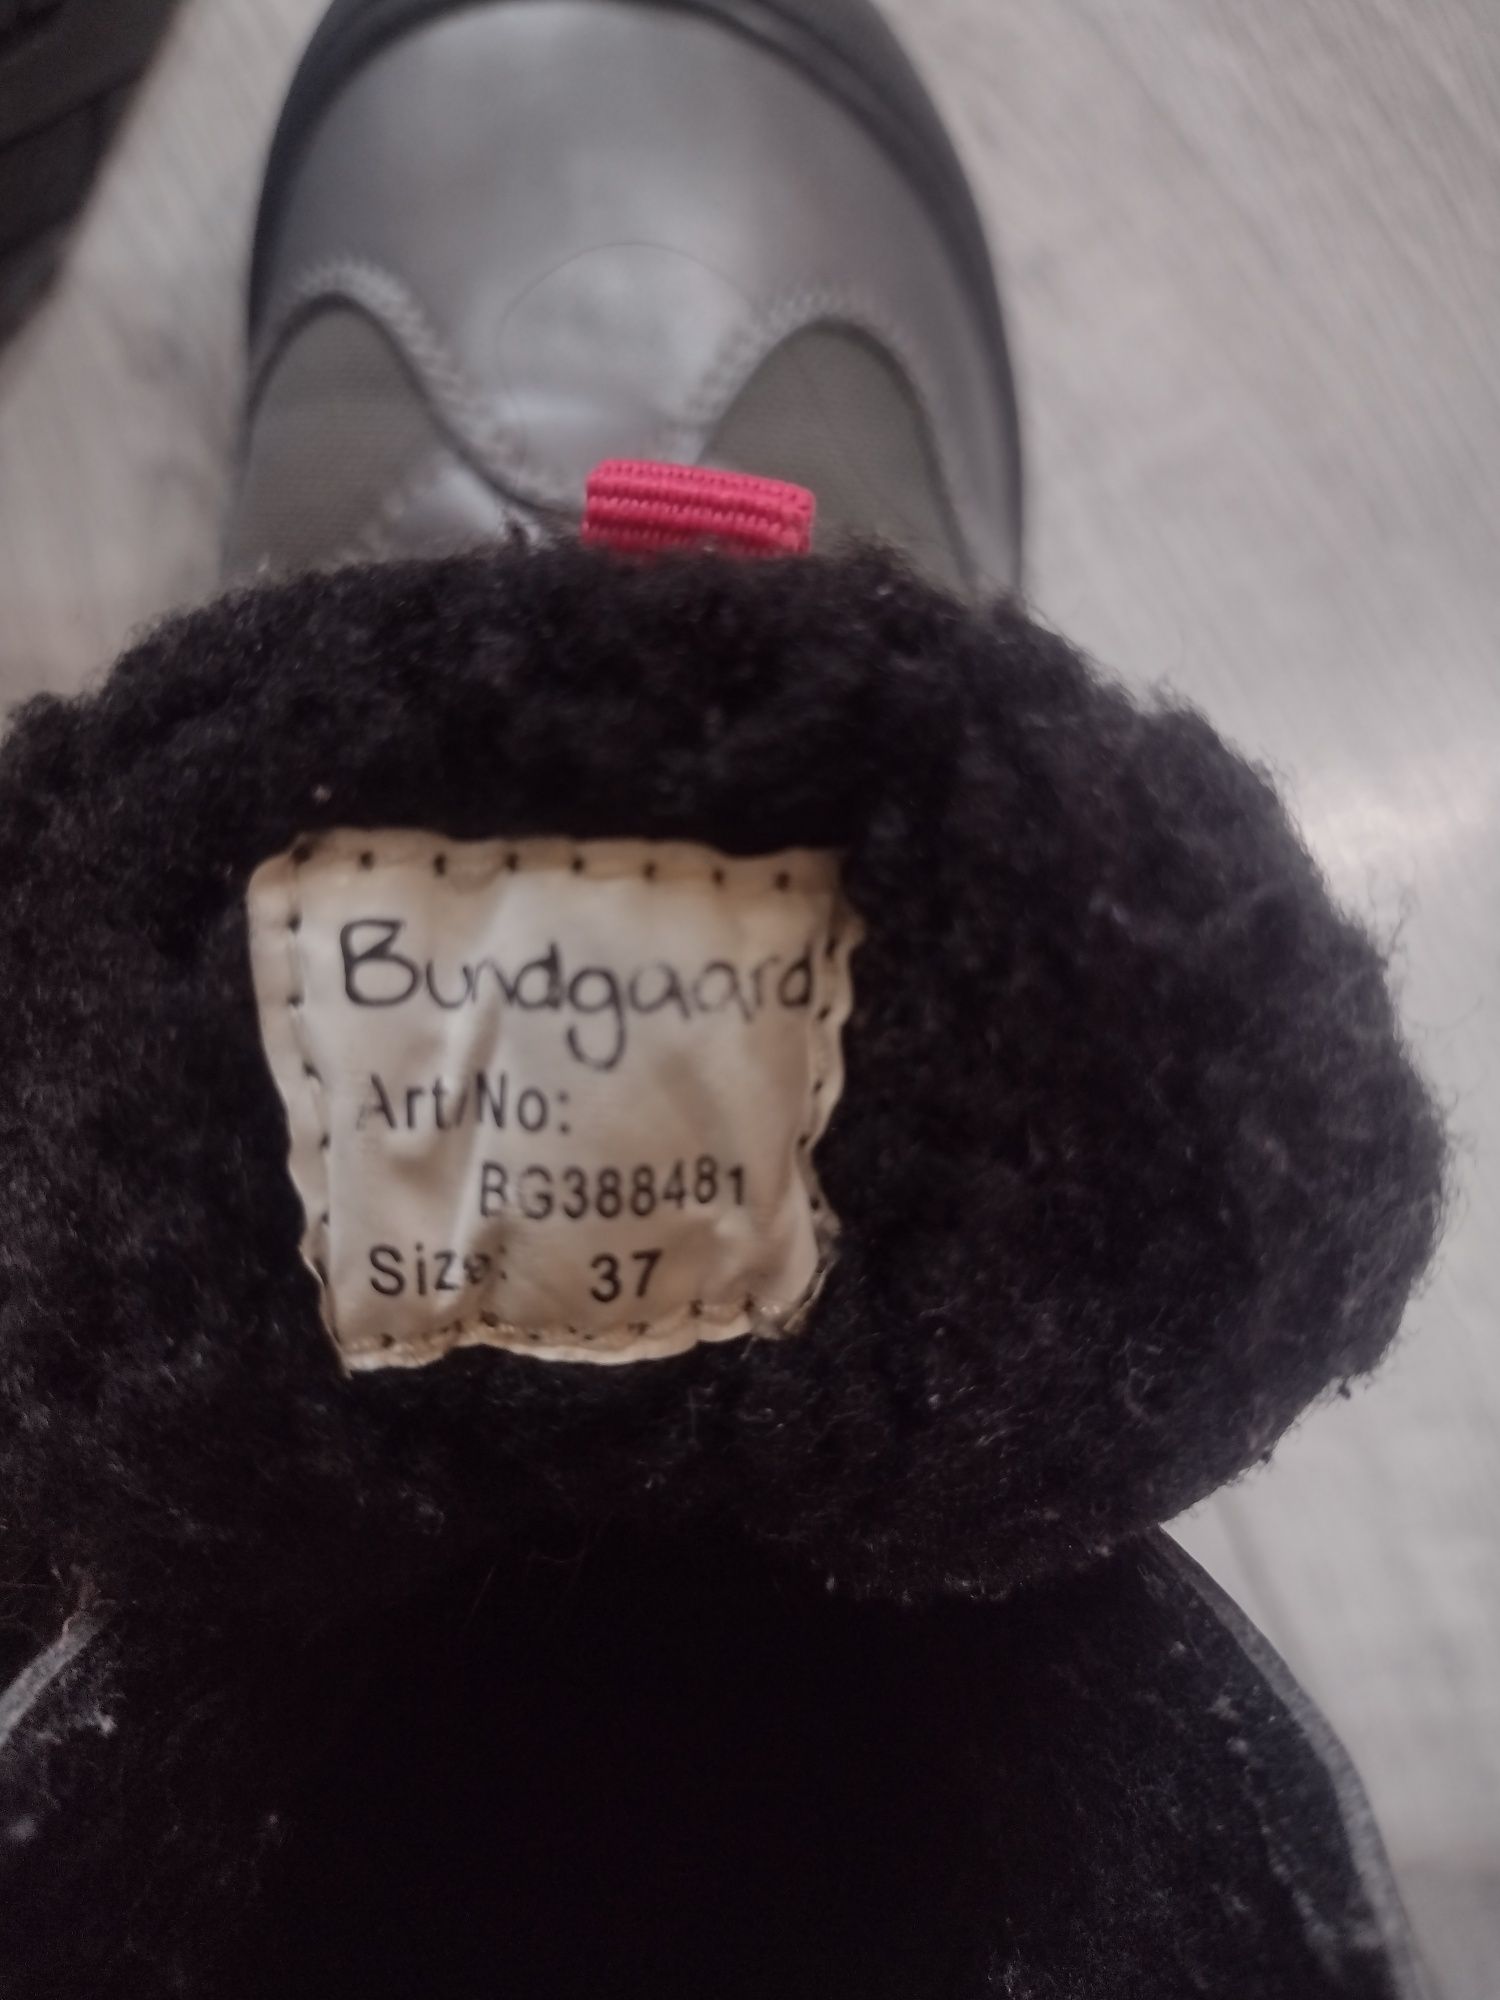 Bundgaard
Art No:
BG388481
Size: 37